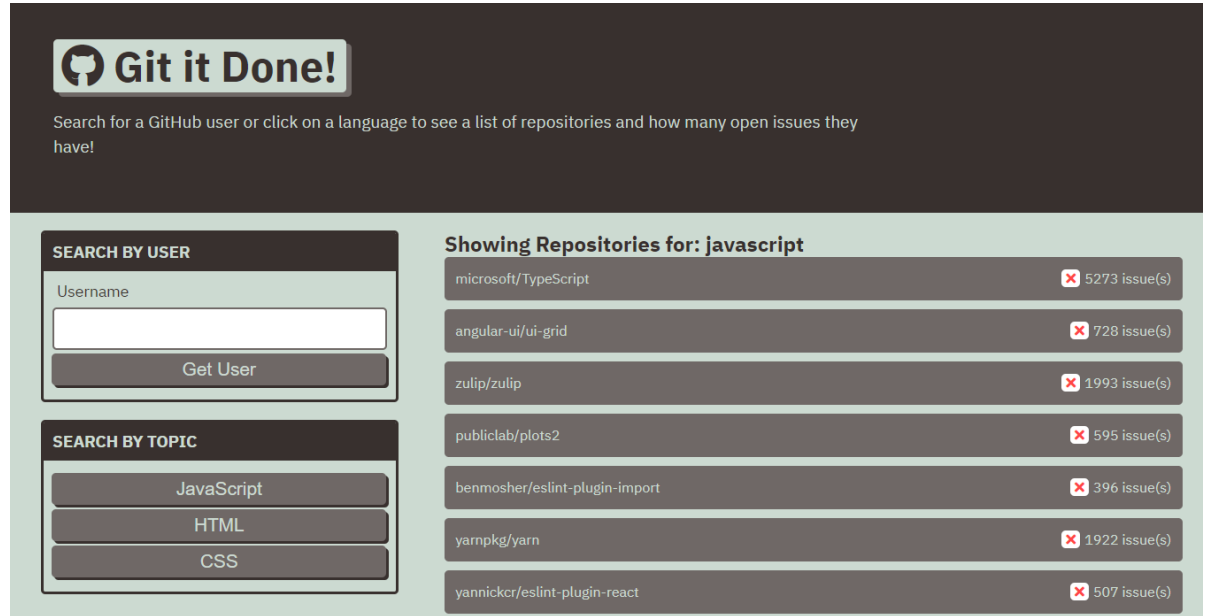 Git it Done!
Search for a GitHub user or click on a language to see a list of repositories and how many open issues they
have!
SEARCH BY USER
Username
Get User
SEARCH BY TOPIC
JavaScript
HTML
CSS
Showing Repositories for: javascript
microsoft/TypeScript 5273 issue(s)
angular-ui/ui-grid 728 issue(s)
zulip/zulip 1993 issue(s)
publiclab/plots2 595 issue(s)
benmosher/eslint-plugin-import 396 issue(s)
yarnpkg/yarn 1922 issue(s)
yannickcr/eslint-plugin-react 507 issue(s)